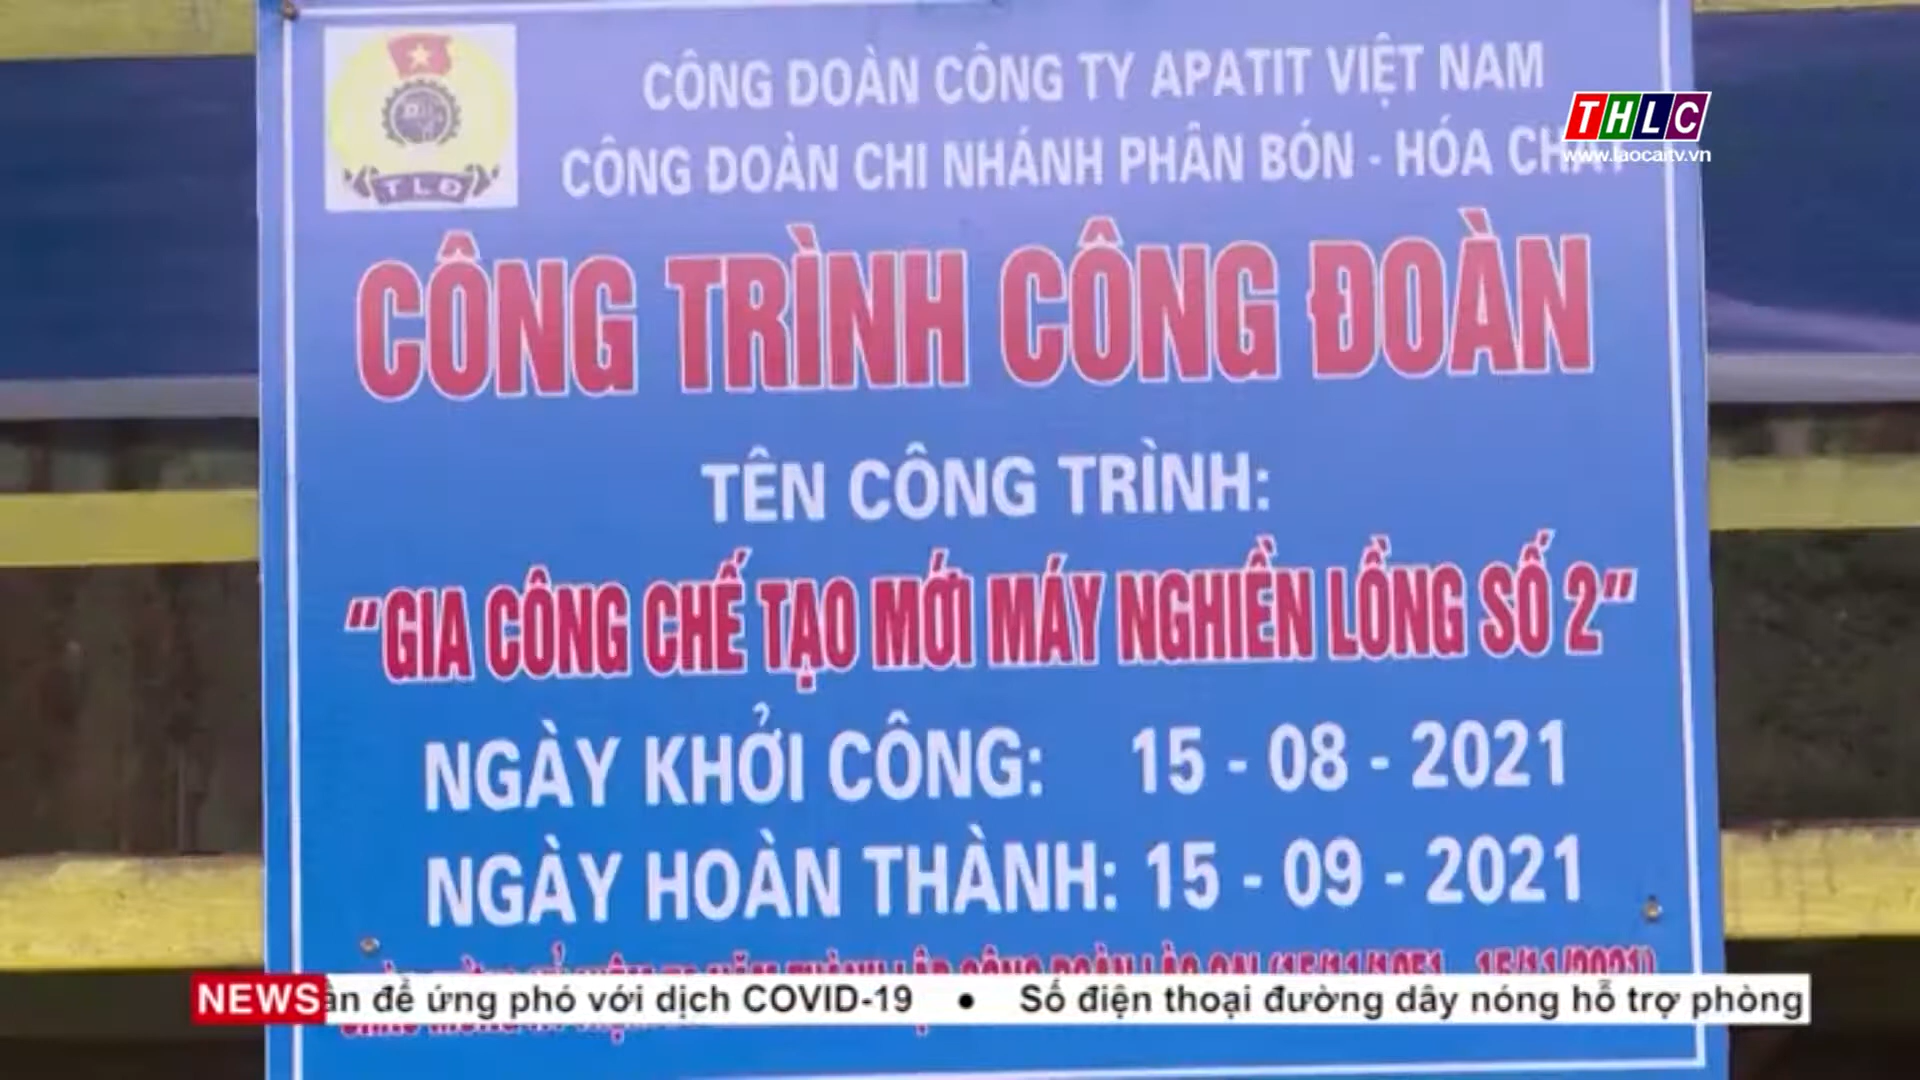 CÔNG ĐOÀN CÔNG TY APATIT VIỆT NAM
THLC
www.laocaitv.vn
CÔNG ĐOÀN CHI NHÁNH PHÂN BÓN - HÓA CHẤT
TLĐ
CÔNG TRÌNH CÔNG ĐOÀN
TÊN CÔNG TRÌNH:
"GIA CÔNG CHẾ TẠO MỚI MÁY NGHIỀN LỒNG SỐ 2"
NGÀY KHỞI CÔNG: 15 - 08 - 2021
NGÀY HOÀN THÀNH: 15 - 09 - 2021
NEWS để ứng phó với dịch COVID-19 • Số điện thoại đường dây nóng hỗ trợ phòng